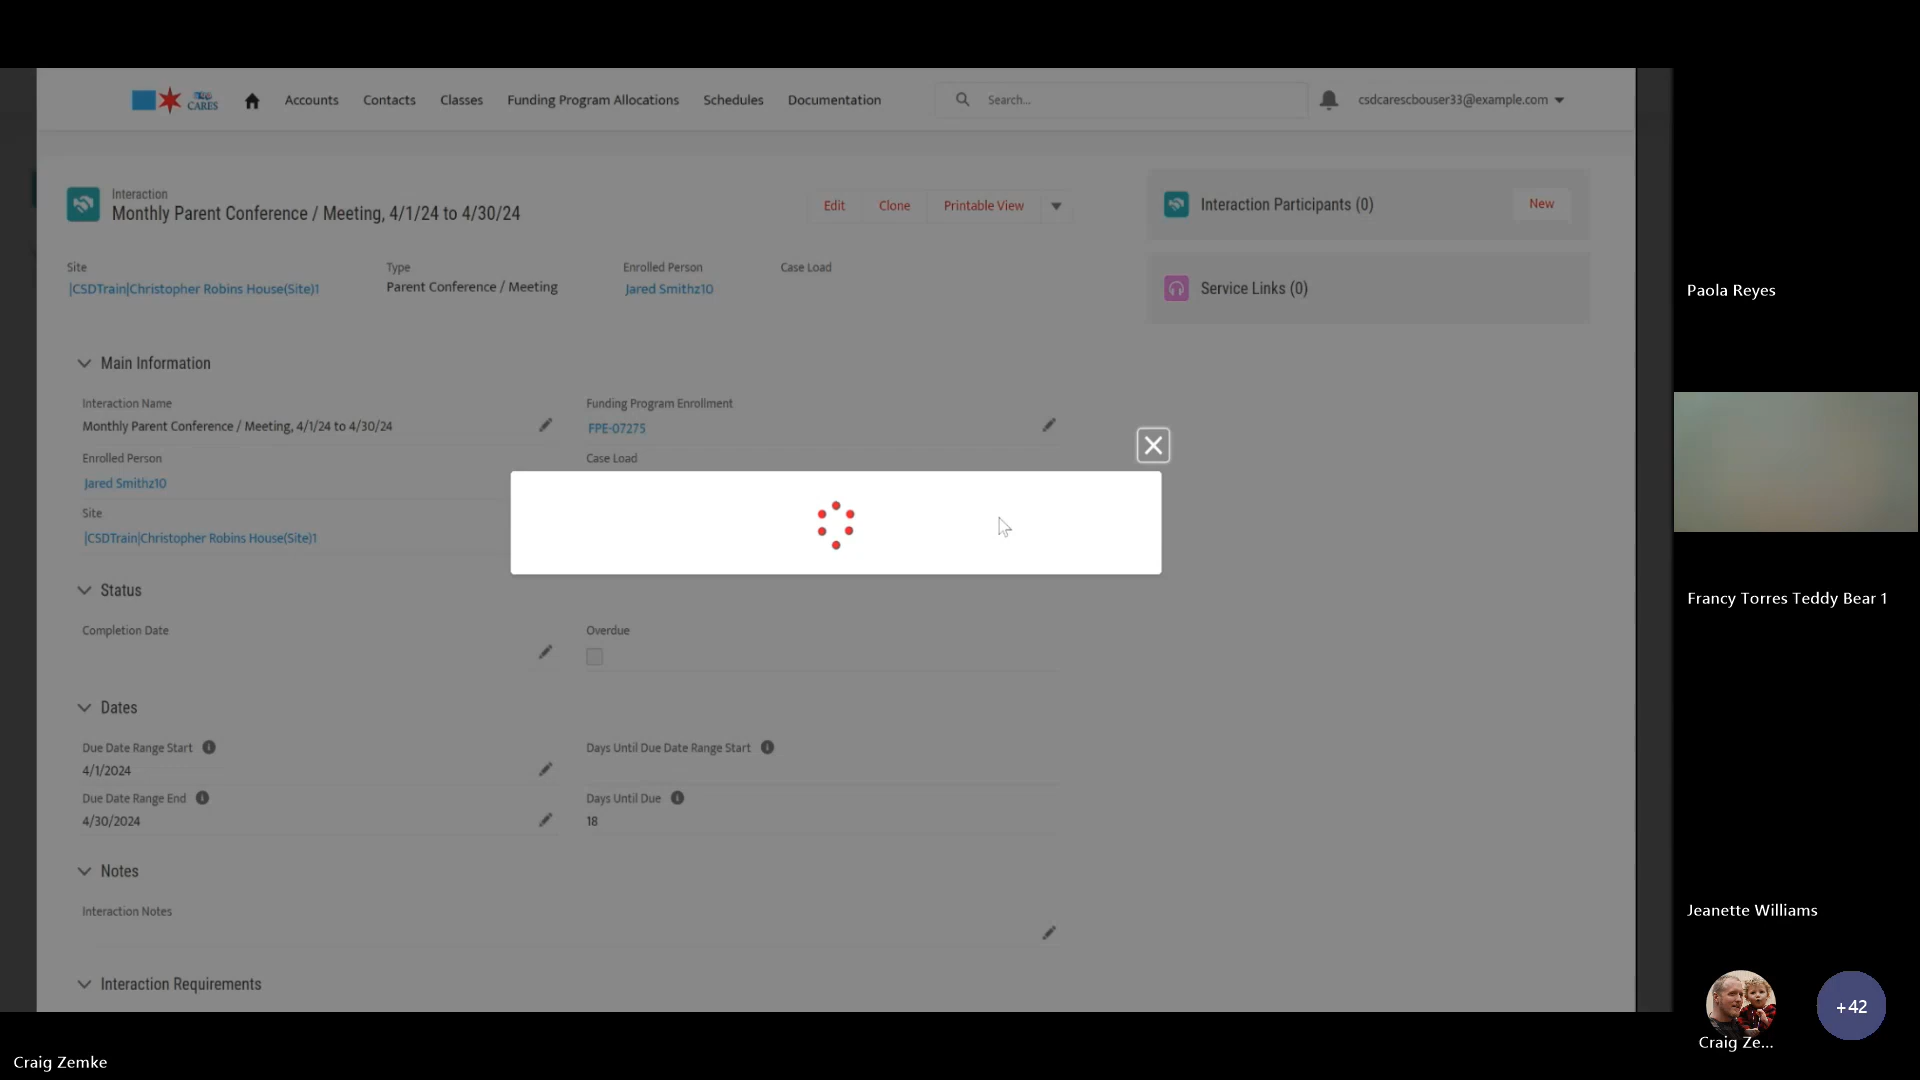 CARES
Accounts
Contacts
Classes
Funding Program Allocations
Schedules
Documentation
Search...
csdcarescbouser33@example.com
Interaction
Monthly Parent Conference / Meeting, 4/1/24 to 4/30/24
Edit
Clone
Printable View
Interaction Participants (0)
New
Site
|CSDTrain|Christopher Robins House(Site)1
Type
Parent Conference / Meeting
Enrolled Person
Jared Smithz10
Case Load
Service Links (0)
Paola Reyes
Main Information
Interaction Name
Monthly Parent Conference / Meeting, 4/1/24 to 4/30/24
Funding Program Enrollment
FPE-07275
Enrolled Person
Jared Smithz10
Case Load
Site
|CSDTrain|Christopher Robins House(Site)1
Status
Francy Torres Teddy Bear 1
Completion Date
Overdue
Dates
Due Date Range Start
4/1/2024
Days Until Due Date Range Start
Due Date Range End
4/30/2024
Days Until Due
18
Notes
Interaction Notes
Jeanette Williams
Interaction Requirements
+42
Craig Ze...
Craig Zemke